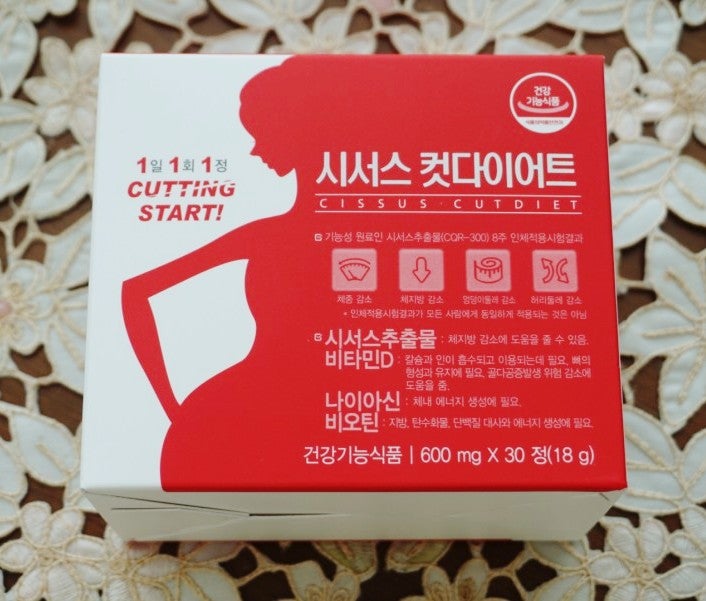 건강
기능식품
식품의약품안전처
1일 1회 1정
CUTTING
START!
시서스 컷다이어트
CISSUS·CUTDIET
기능성 원료인 시서스추출물(CQR-300) 8주 인체적용시험결과
체중 감소
체지방 감소
엉덩이둘레 감소
허리둘레 감소
* 인체적용시험결과가 모든 사람에게 동일하게 적용되는 것은 아님
시서스추출물 : 체지방 감소에 도움을 줄 수 있음.
비타민D : 칼슘과 인이 흡수되고 이용되는데 필요, 뼈의
형성과 유지에 필요, 골다공증발생 위험 감소에
도움을 줌.
나이아신 : 체내 에너지 생성에 필요.
비오틴 : 지방, 탄수화물, 단백질 대사와 에너지 생성에 필요.
건강기능식품 | 600 mg X 30 정(18 g)